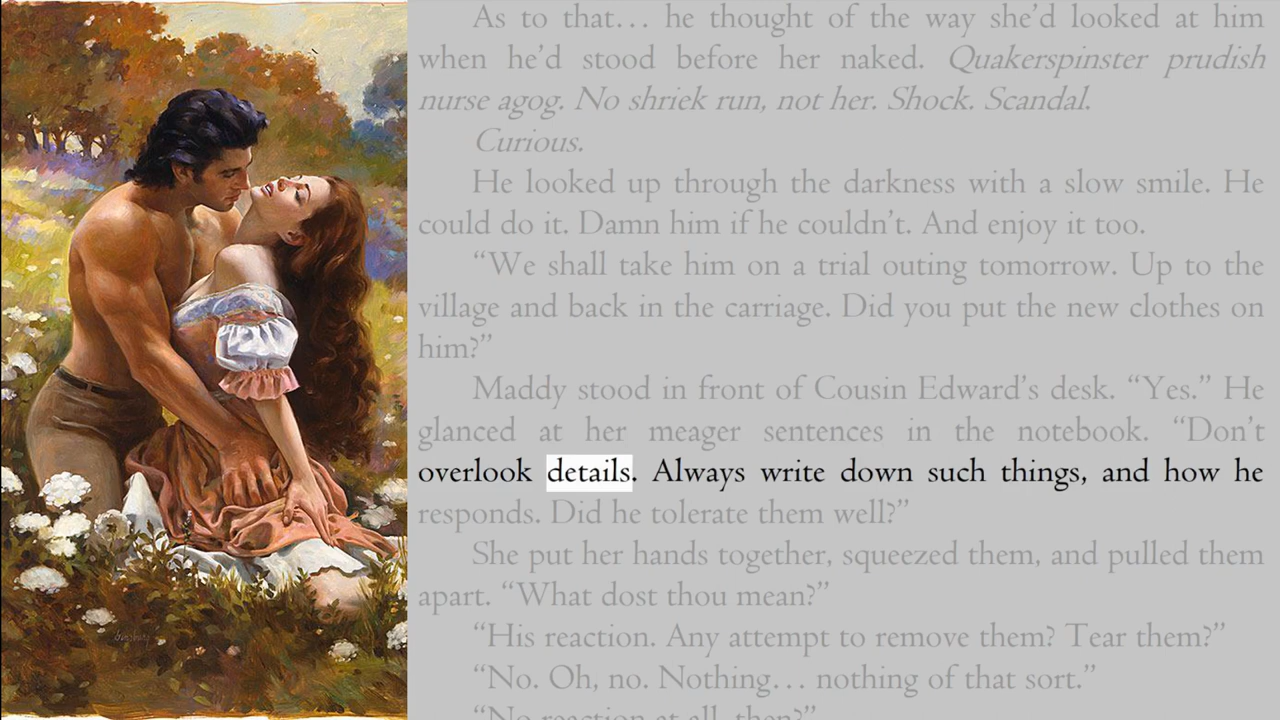 As to that… he thought of the way she’d looked at him
when he’d stood before her naked. Quakerspinster prudish
nurse agog. No shriek run, not her. Shock. Scandal.
Curious.
He looked up through the darkness with a slow smile. He
could do it. Damn him if he couldn’t. And enjoy it too.
“We shall take him on a trial outing tomorrow. Up to the
village and back in the carriage. Did you put the new clothes on
him?”
Maddy stood in front of Cousin Edward’s desk. “Yes.” He
glanced at her meager sentences in the notebook. “Don’t
overlook details. Always write down such things, and how he
responds. Did he tolerate them well?”
She put her hands together, squeezed them, and pulled them
apart. “What dost thou mean?”
“His reaction. Any attempt to remove them? Tear them?”
“No. Oh, no. Nothing… nothing of that sort.”
“No reaction at all, then?”